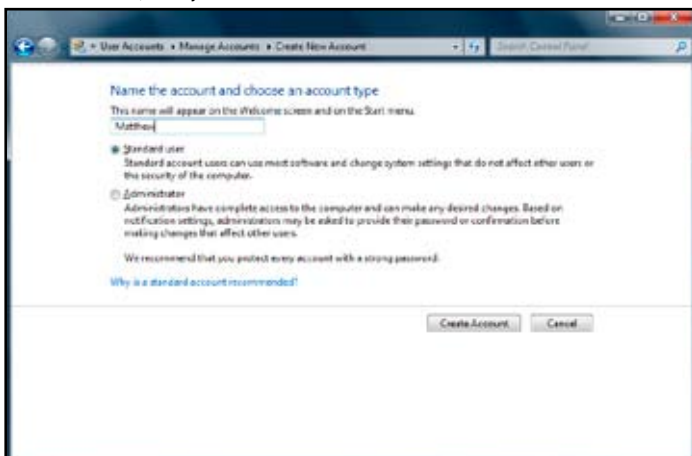 User Accounts ▸ Manage Accounts ▸ Create New Account
Search Control Panel
Name the account and choose an account type
This name will appear on the Welcome screen and on the Start menu.
Matthew
Standard user
Standard account users can use most software and change system settings that do not affect other users or
the security of the computer.
Administrator
Administrators have complete access to the computer and can make any desired changes. Based on
notification settings, administrators may be asked to provide their password or confirmation before
making changes that affect other users.
We recommend that you protect every account with a strong password.
Why is a standard account recommended?
Create Account
Cancel